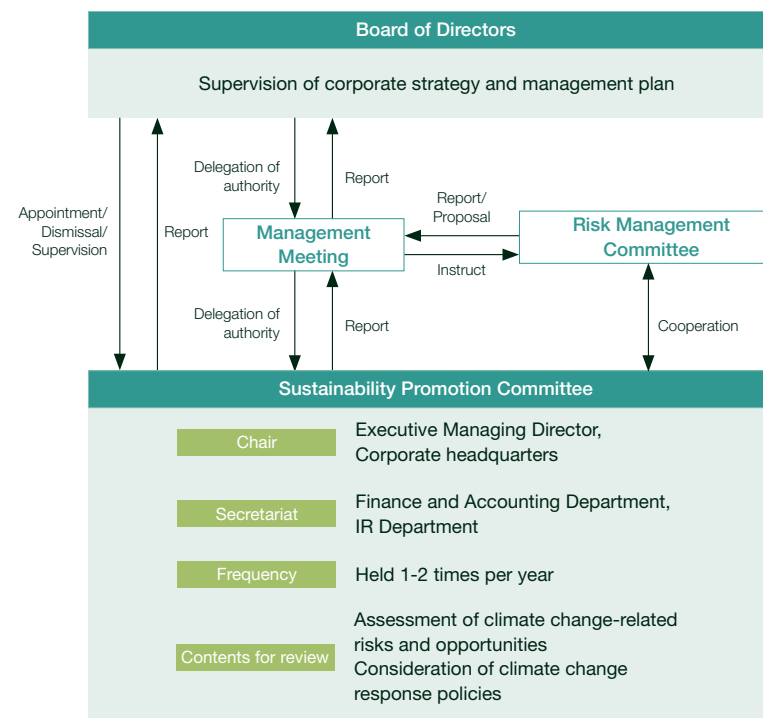 Board of Directors
Supervision of corporate strategy and management plan
Appointment/
Dismissal/
Supervision
Report
Delegation of
authority
Report
Management
Meeting
Report/
Proposal
Instruct
Risk Management
Committee
Delegation of
authority
Report
Cooperation
Sustainability Promotion Committee
Chair
Executive Managing Director,
Corporate headquarters
Secretariat
Finance and Accounting Department,
IR Department
Frequency
Held 1-2 times per year
Contents for review
Assessment of climate change-related
risks and opportunities
Consideration of climate change
response policies